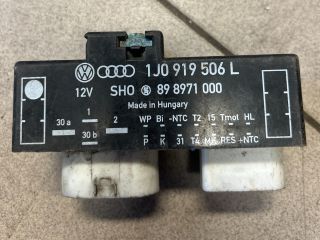 1J0 919 506 L
12V SHO 89 8971 000
Made in Hungary
1
30 a 2
30 b
WP Bi -NTC T2 15 Tmot HL
P K 31 T4 MK RES +NTC